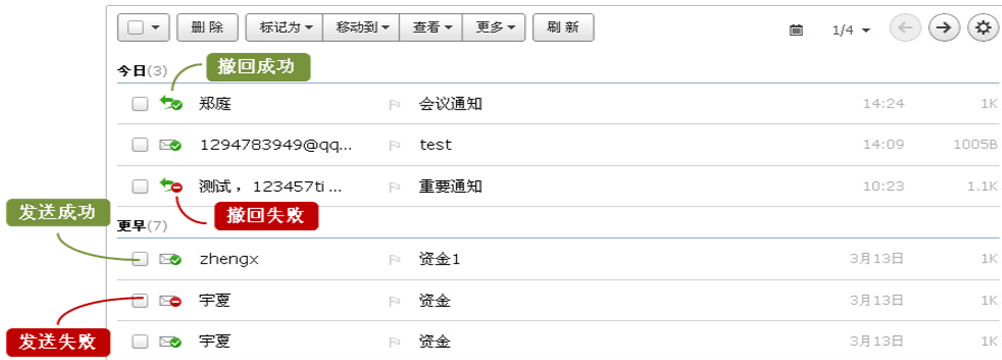 删 除 标记为 移动到 查看 更多 刷 新 1/4
今日(3) 撤回成功
郑庭 会议通知 14:24 1K
1294783949@qq... test 14:09 1005B
测试， 123457ti ... 重要通知 10:23 1.1K
发送成功 更早(7) 撤回失败
zhengx 资金1 3月13日 1K
宇夏 资金 3月13日 1K
发送失败 宇夏 资金 3月13日 1K